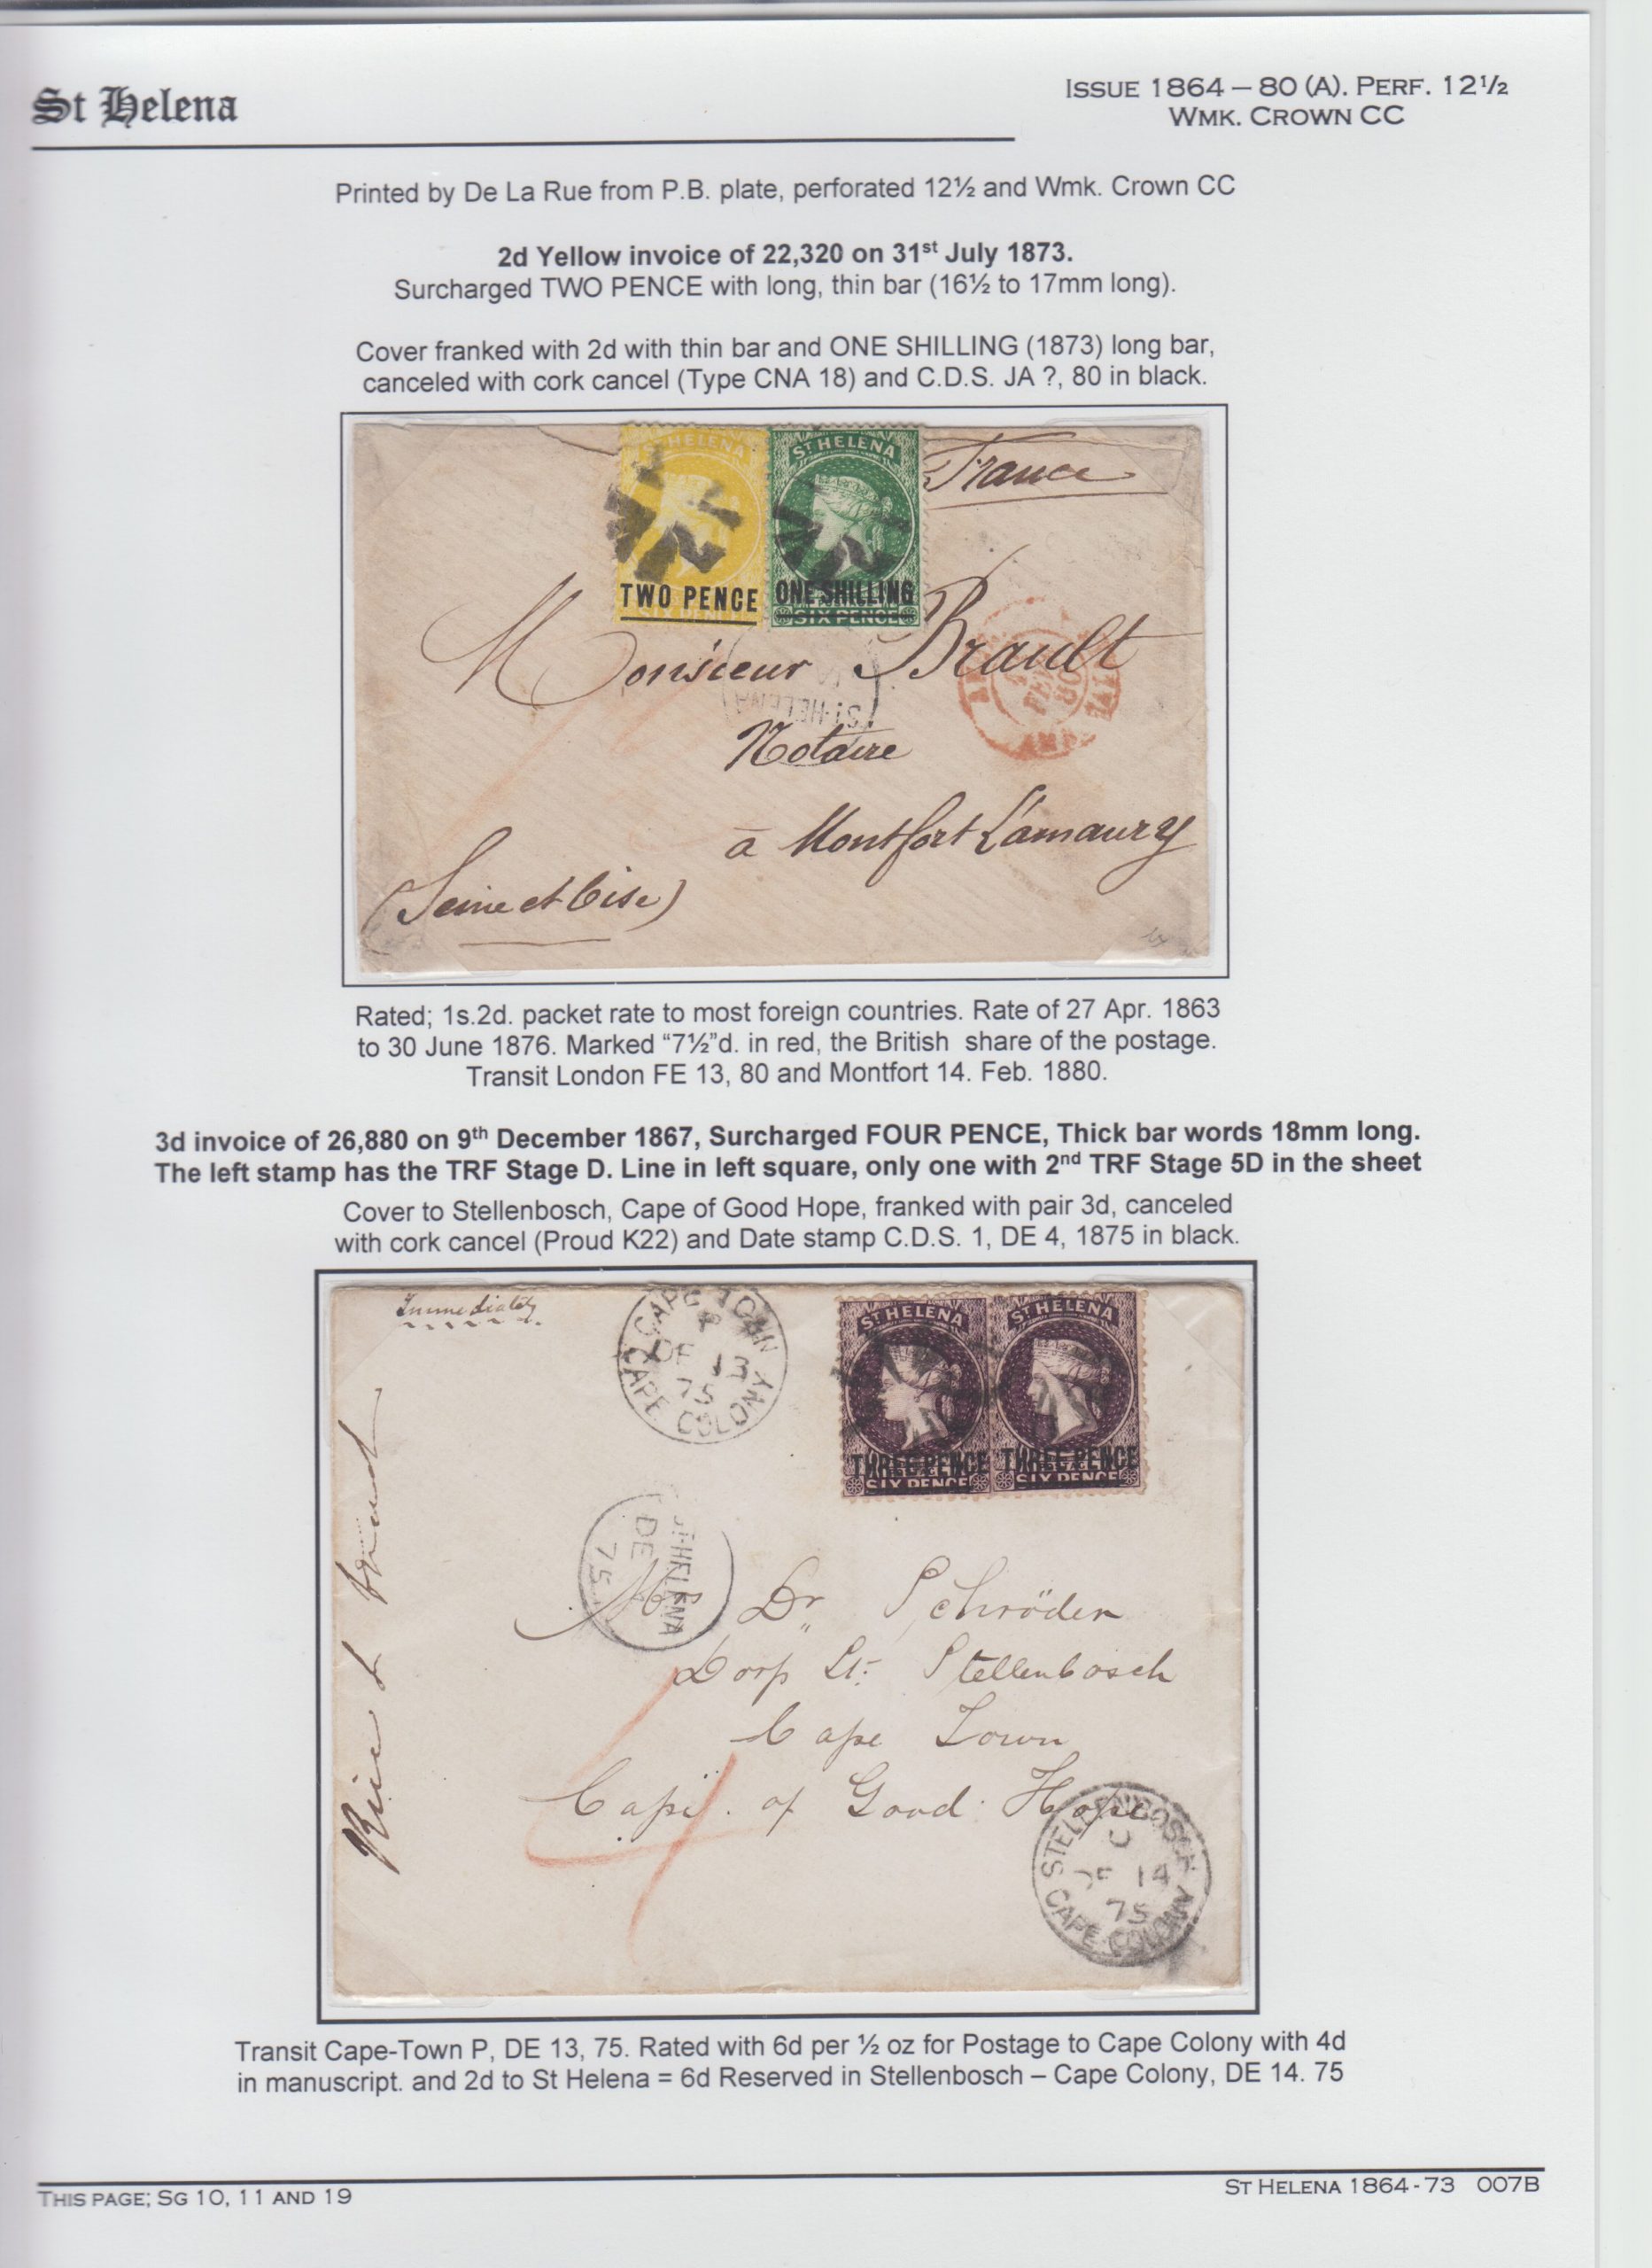 St Helena
ISSUE 1864 – 80 (A). PERF. 12½
WMK. CROWN CC
Printed by De La Rue from P.B. plate, perforated 12½ and Wmk. Crown CC
2d Yellow invoice of 22,320 on 31st July 1873.
Surcharged TWO PENCE with long, thin bar (16½ to 17mm long).
Cover franked with 2d with thin bar and ONE SHILLING (1873) long bar,
canceled with cork cancel (Type CNA 18) and C.D.S. JA ?, 80 in black.
ST HELENA
TWO PENCE
SIX PENCE
ST HELENA
ONE SHILLING
SIX PENCE
France
Monsieur Brault
FEV
80
ST HELENA
Notaire
à Montfort L'amaury
(Seine et Oise)
Rated; 1s.2d. packet rate to most foreign countries. Rate of 27 Apr. 1863
to 30 June 1876. Marked “7½”d. in red, the British share of the postage.
Transit London FE 13, 80 and Montfort 14. Feb. 1880.
3d invoice of 26,880 on 9th December 1867, Surcharged FOUR PENCE, Thick bar words 18mm long.
The left stamp has the TRF Stage D. Line in left square, only one with 2nd TRF Stage 5D in the sheet
Cover to Stellenbosch, Cape of Good Hope, franked with pair 3d, canceled
with cork cancel (Proud K22) and Date stamp C.D.S. 1, DE 4, 1875 in black.
Immediately
CAPE TOWN
P
DE 13
75
CAPE COLONY
ST HELENA
THREE PENCE
SIX PENCE
ST HELENA
THREE PENCE
SIX PENCE
ST HELENA
DE
75
Dr Schröder
Dorp St: Stellenbosch
Cape Town
Cape of Good Hope
4
STELLENBOSCH
DE 14
75
CAPE COLONY
Transit Cape-Town P, DE 13, 75. Rated with 6d per ½ oz for Postage to Cape Colony with 4d
in manuscript. and 2d to St Helena = 6d Reserved in Stellenbosch – Cape Colony, DE 14. 75
THIS PAGE; SG 10, 11 AND 19
ST HELENA 1864-73 007B